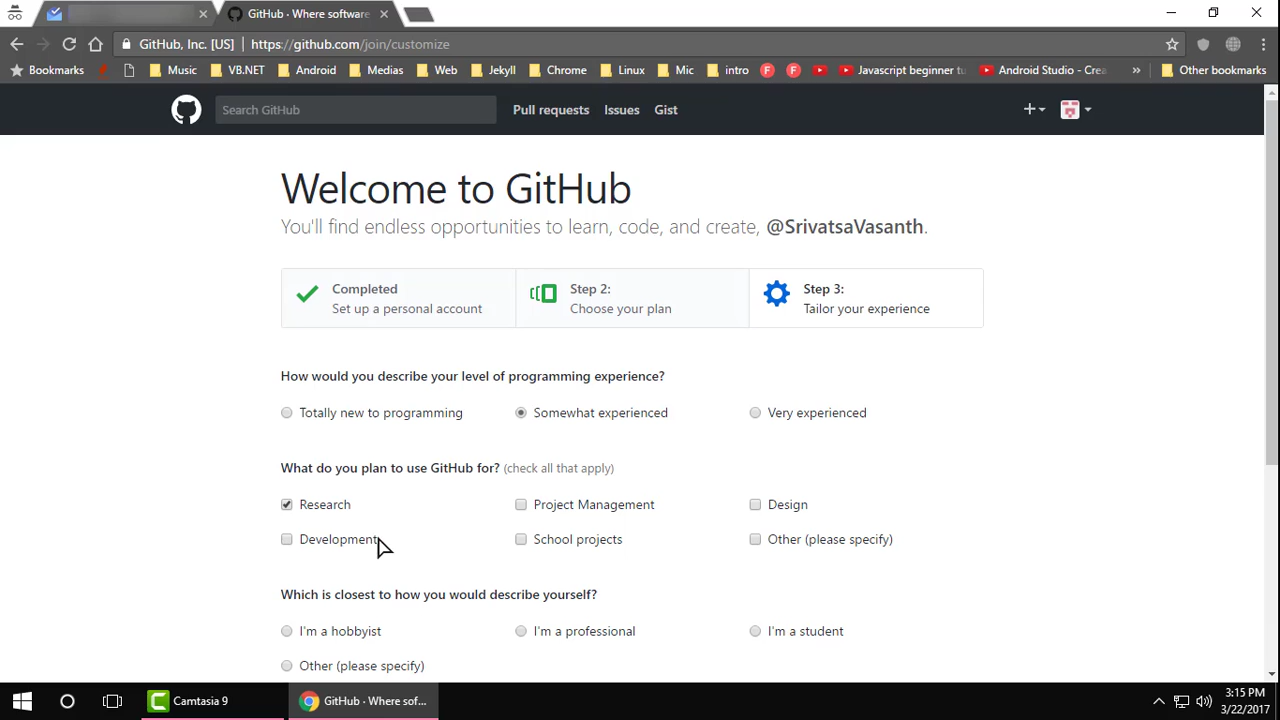 GitHub · Where software
GitHub, Inc. [US] https://github.com/join/customize
Bookmarks Music VB.NET Android Medias Web Jekyll Chrome Linux Mic intro F F Javascript beginner tu Android Studio - Crea » Other bookmarks
Search GitHub Pull requests Issues Gist
Welcome to GitHub
You'll find endless opportunities to learn, code, and create, @SrivatsaVasanth.
Completed Step 2: Step 3:
Set up a personal account Choose your plan Tailor your experience
How would you describe your level of programming experience?
Totally new to programming Somewhat experienced Very experienced
What do you plan to use GitHub for? (check all that apply)
Research Project Management Design
Development School projects Other (please specify)
Which is closest to how you would describe yourself?
I'm a hobbyist I'm a professional I'm a student
Other (please specify)
Camtasia 9 GitHub - Where sof... 3:15 PM
3/22/2017